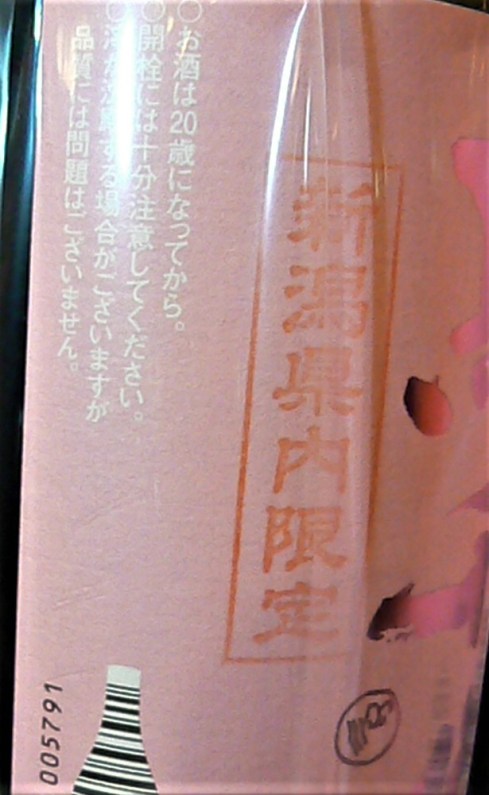 新潟県内限定
○お酒は20歳になってから。
○開栓には十分注意してください。
る場合がございますが
品質には問題はございません。
005791